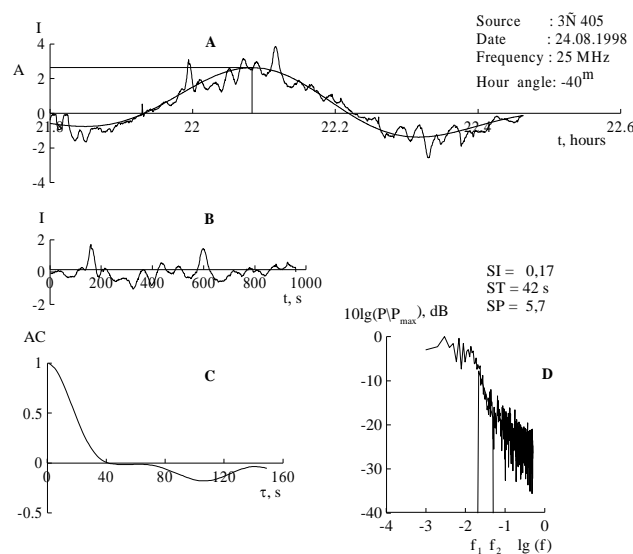 Source : 3Ñ 405
Date : 24.08.1998
Frequency : 25 MHz
Hour angle: -40m
I
A
4
A
2
0
-2
-4
21.8
22
22.2
22.4
22.6
t, hours
I
B
2
0
-2
0
200
400
600
800
1000
t, s
SI = 0,17
ST = 42 s
SP = 5,7
AC
C
1
0.5
0
-0.5
0
40
80
120
160
τ, s
10lg(P\Pmax), dB
D
0
-10
-20
-30
-40
-4
-3
-2
-1
0
f1
f2
lg (f)